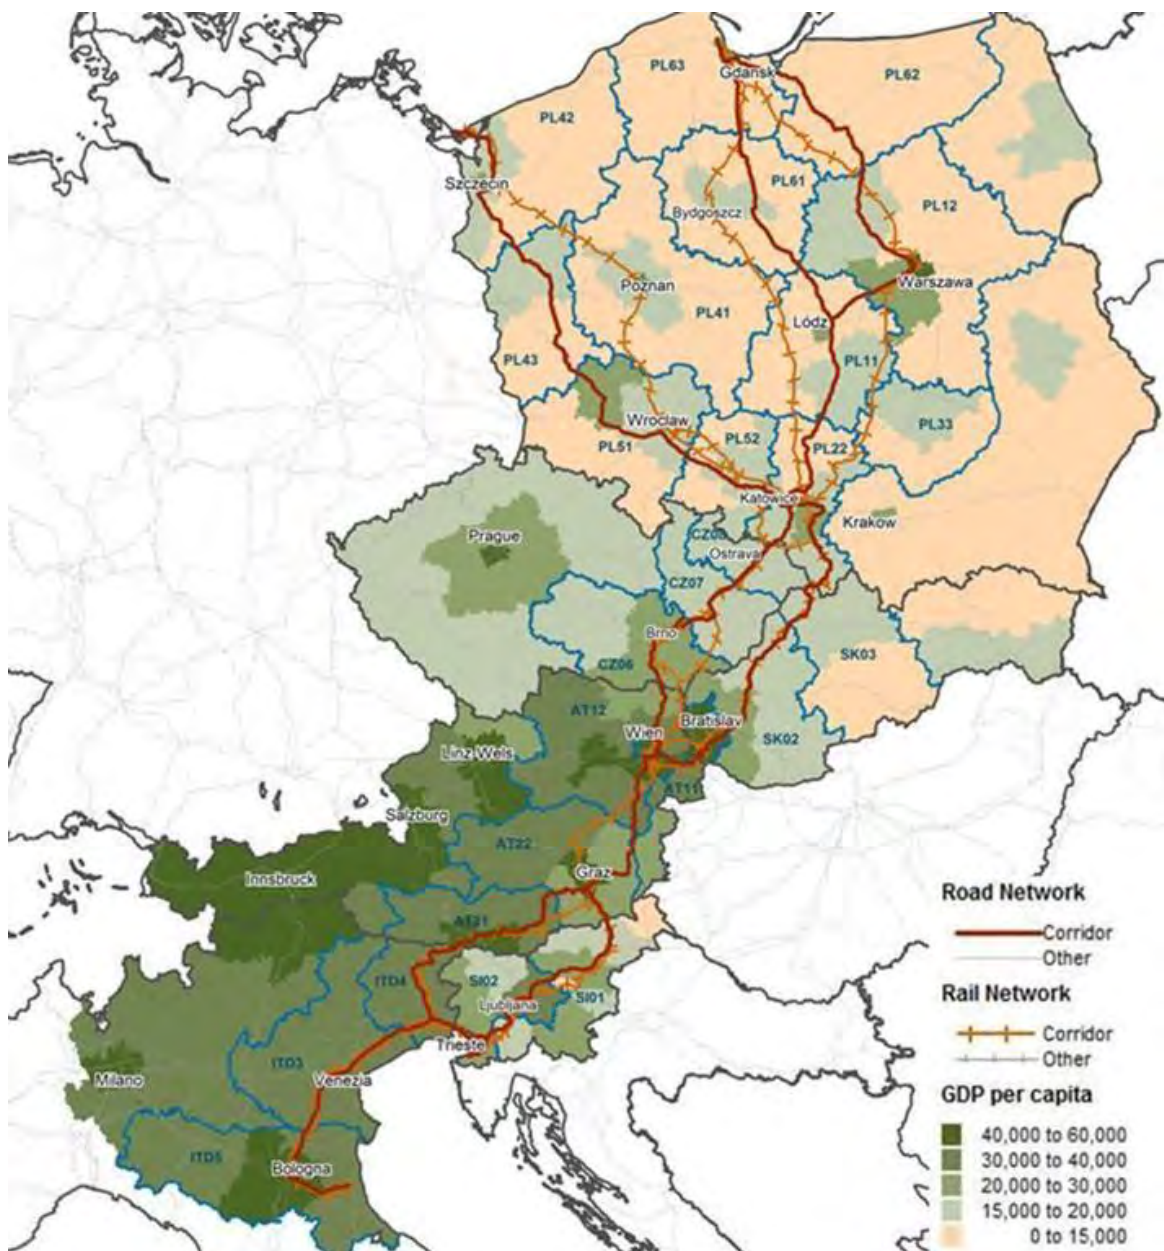 PL63
Gdańsk
PL62
PL42
Szczecin
PL61
PL12
Bydgoszcz
Warszawa
Poznan
PL41
Lódz
PL43
PL11
Wroclaw
PL33
PL51
PL52
PL22
Katowice
Kraków
Prague
Ostrava
CZ07
Brno
CZ06
SK03
AT12
Wien
Bratislav
SK02
Linz-Wels
AT11
Salzburg
AT22
Graz
Innsbruck
AT21
ITD4
SI02
Ljubljana
SI01
Trieste
ITD3
Milano
Venezia
ITD5
Bologna
Road Network
Corridor
Other
Rail Network
Corridor
Other
GDP per capita
40,000 to 60,000
30,000 to 40,000
20,000 to 30,000
15,000 to 20,000
0 to 15,000